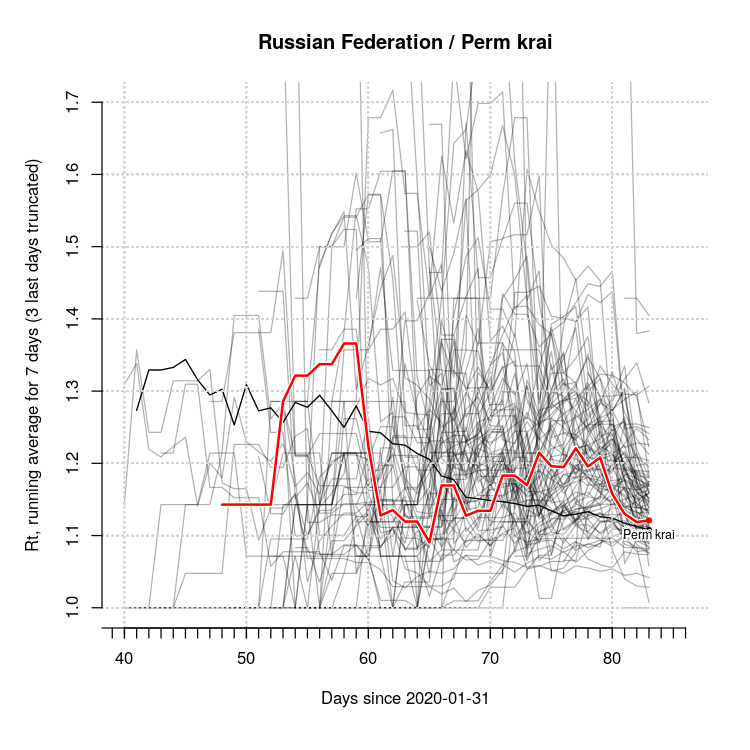 Russian Federation / Perm krai
Rt, running average for 7 days (3 last days truncated)
1.7
1.6
1.5
1.4
1.3
1.2
1.1
1.0
Perm krai
40 50 60 70 80
Days since 2020-01-31